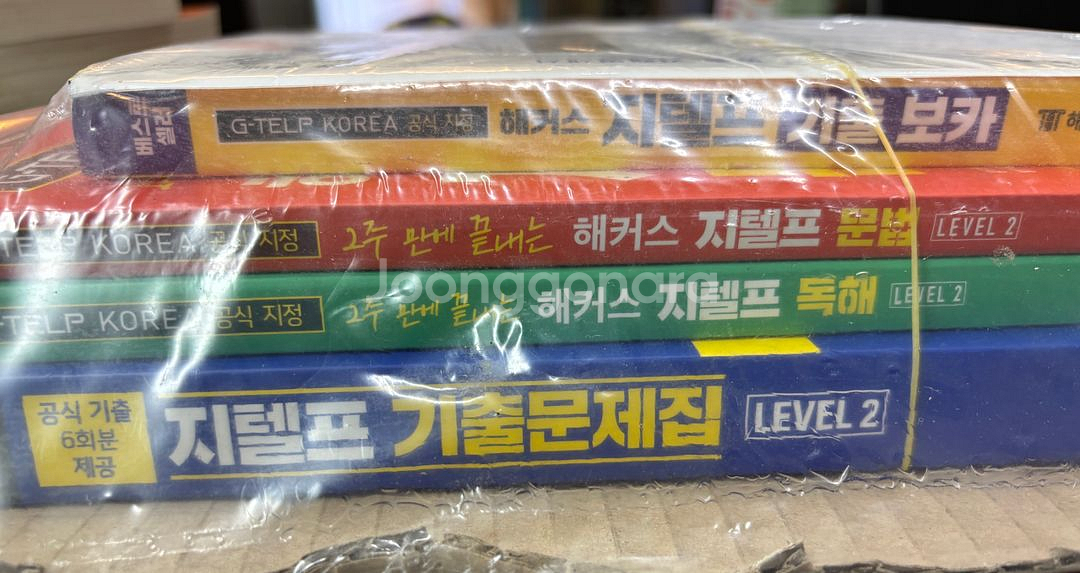 베스트
셀러
G-TELP KOREA 공식 지정 해커스 지텔프 기출 보카
TELP KOREA 공식 지정 2주 만에 끝내는 해커스 지텔프 문법 LEVEL 2
Joonggonara
-TELP KOREA 공식 지정 2주 만에 끝내는 해커스 지텔프 독해 LEVEL 2
공식 기출
6회분
제공
지텔프 기출문제집 LEVEL 2